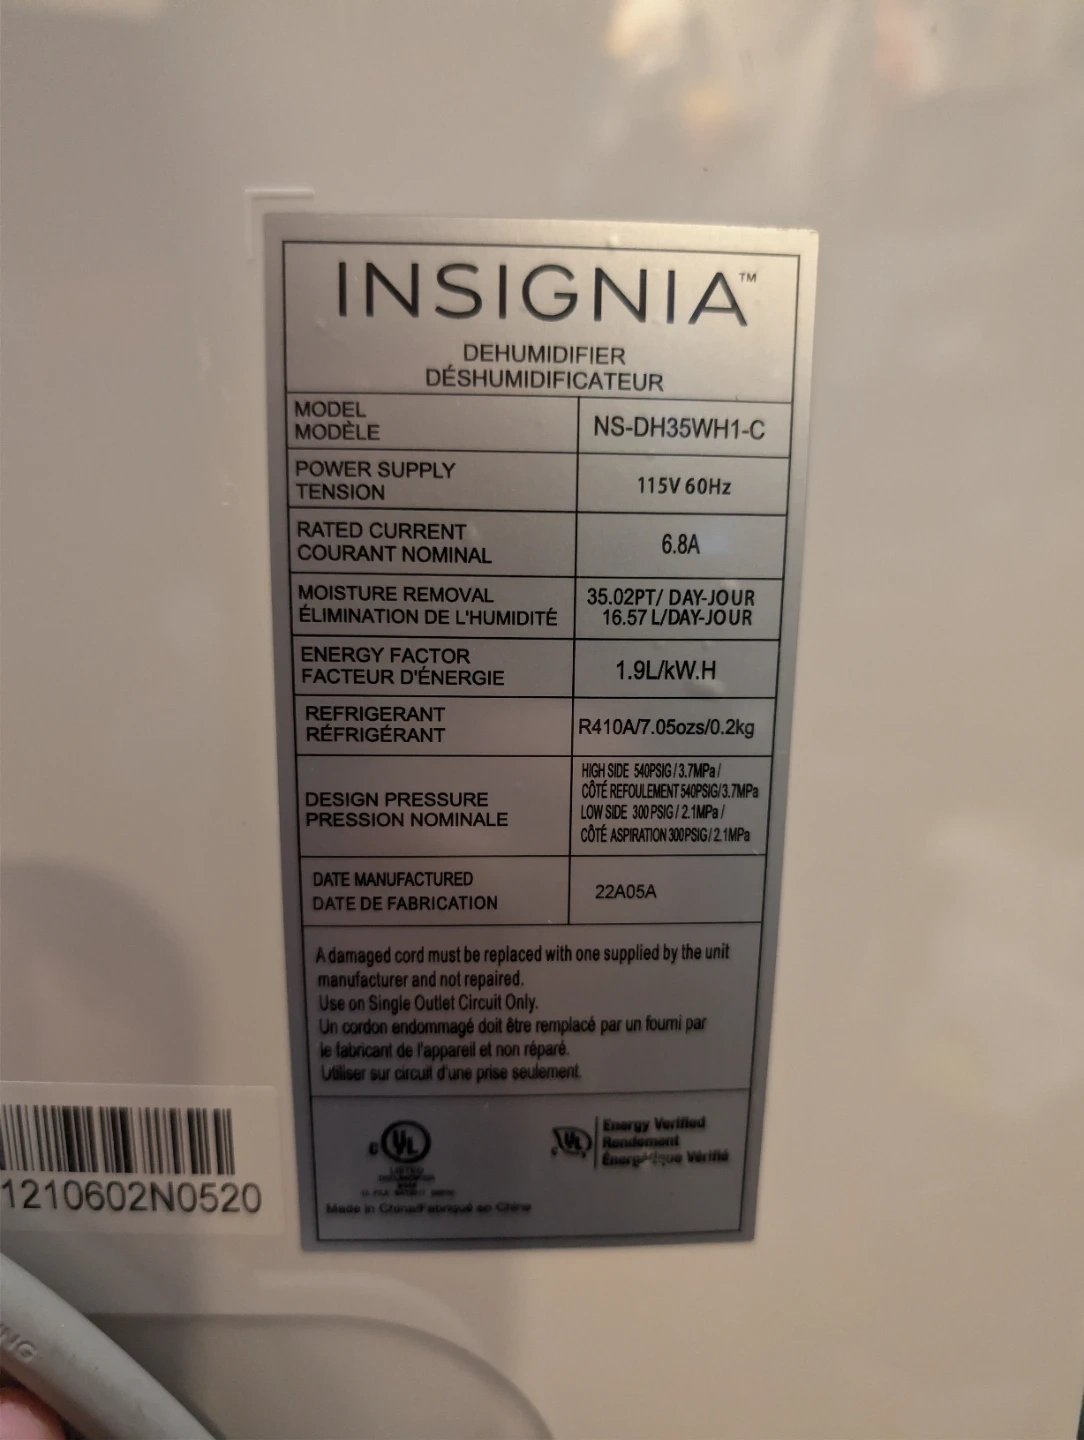 INSIGNIA™
DEHUMIDIFIER
DÉSHUMIDIFICATEUR
MODEL
MODÈLE
NS-DH35WH1-C
POWER SUPPLY
TENSION
115V 60Hz
RATED CURRENT
COURANT NOMINAL
6.8A
MOISTURE REMOVAL
ÉLIMINATION DE L'HUMIDITÉ
35.02PT/ DAY-JOUR
16.57 L/DAY-JOUR
ENERGY FACTOR
FACTEUR D'ÉNERGIE
1.9L/kW.H
REFRIGERANT
RÉFRIGÉRANT
R410A/7.05ozs/0.2kg
DESIGN PRESSURE
PRESSION NOMINALE
HIGH SIDE 540PSIG/3.7MPa/
CÔTÉ REFOULEMENT 540PSIG/3.7MPa
LOW SIDE 300PSIG/2.1MPa/
CÔTÉ ASPIRATION 300PSIG/2.1MPa
DATE MANUFACTURED
DATE DE FABRICATION
22A05A
A damaged cord must be replaced with one supplied by the unit
manufacturer and not repaired.
Use on Single Outlet Circuit Only.
Un cordon endommagé doit être remplacé par un fourni par
le fabricant de l'appareil et non réparé.
Utiliser sur circuit d'une prise seulement.
c UL
LISTED
Energy Verified
Rendement
Énergétique Vérifié
Made in China/Fabriqué en Chine
1210602N0520